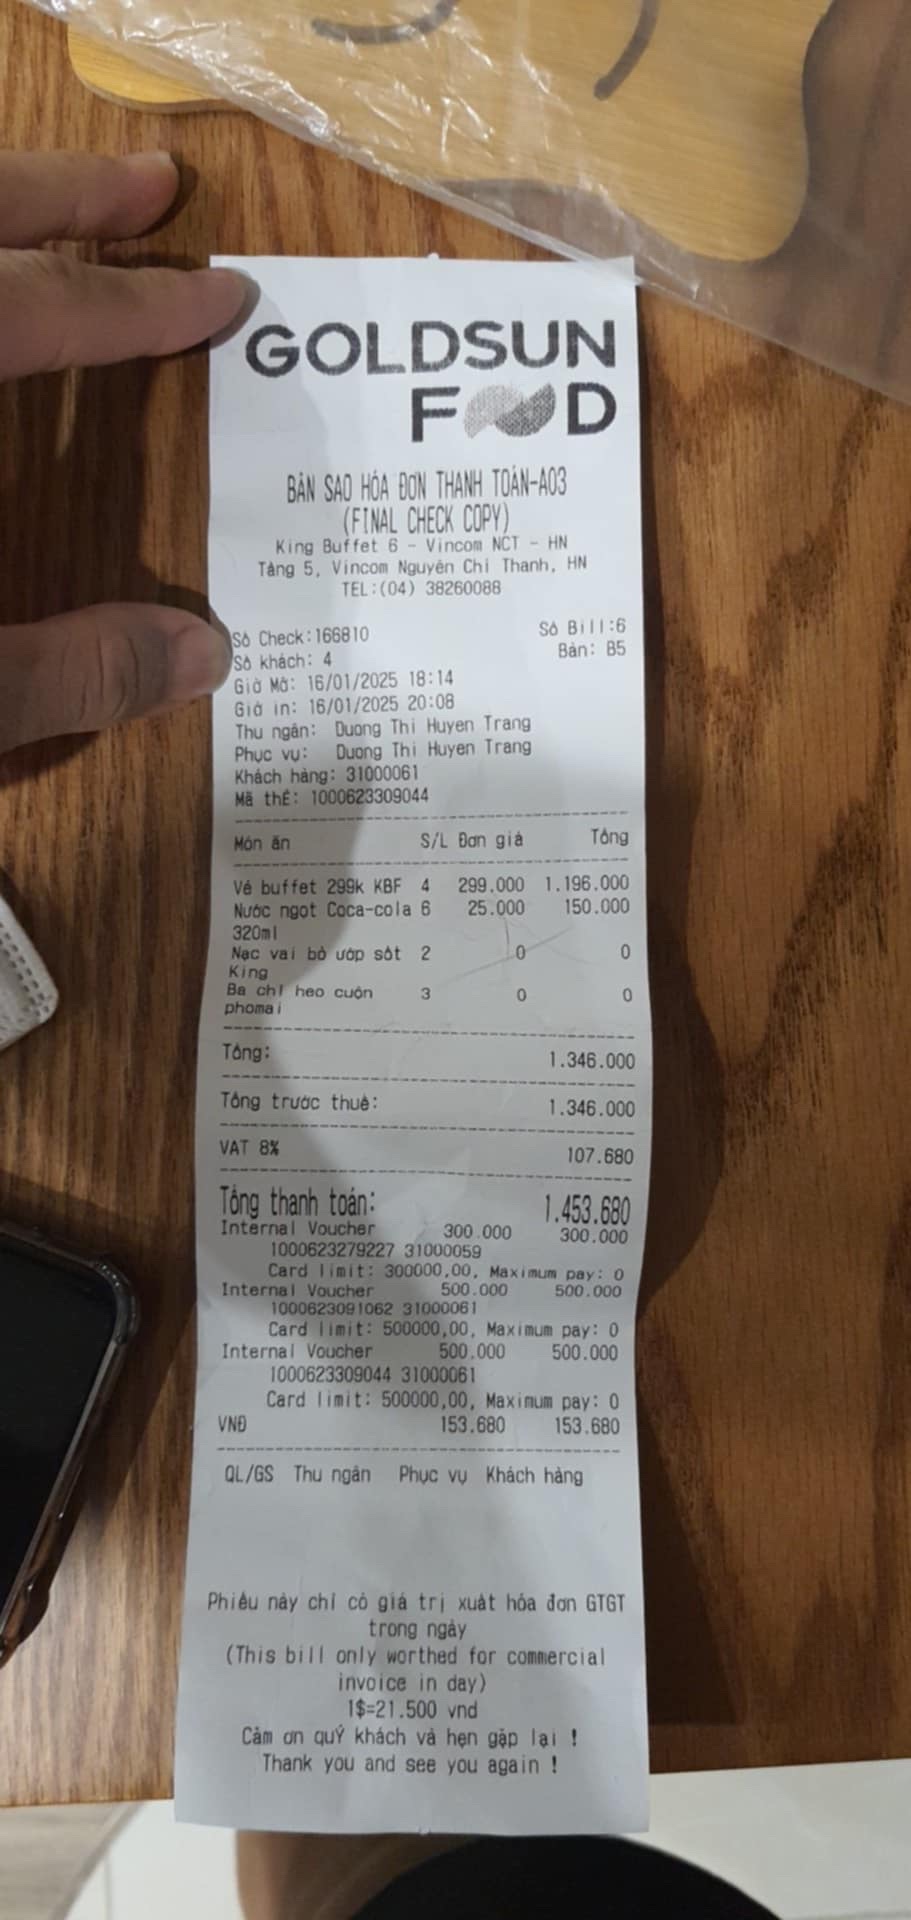 GOLDSUN
FOOD
BẢN SAO HÓA ĐƠN THANH TOÁN-A03
(FINAL CHECK COPY)
King Buffet 6 - Vincom NCT - HN
Tầng 5, Vincom Nguyễn Chí Thanh, HN
TEL:(04) 38260088
Số Check:166810 Số Bill:6
Số khách: 4 Bàn: B5
Giờ Mở: 16/01/2025 18:14
Giờ in: 16/01/2025 20:08
Thu ngân: Duong Thi Huyen Trang
Phục vụ: Duong Thi Huyen Trang
Khách hàng: 31000061
Mã thẺ: 1000623309044
Món ăn S/L Đơn giá Tổng
Vé buffet 299k KBF 4 299.000 1.196.000
Nước ngọt Coca-cola 6 25.000 150.000
320ml
Nạc vai bò ướp sốt 2 0 0
King
Ba chỉ heo cuộn 3 0 0
phomai
Tổng: 1.346.000
Tổng trước thuế: 1.346.000
VAT 8% 107.680
Tổng thanh toán: 1.453.680
Internal Voucher 300.000 300.000
1000623279227 31000059
Card limit: 300000,00, Maximum pay: 0
Internal Voucher 500.000 500.000
1000623091062 31000061
Card limit: 500000,00, Maximum pay: 0
Internal Voucher 500.000 500.000
1000623309044 31000061
Card limit: 500000,00, Maximum pay: 0
VNĐ 153.680 153.680
QL/GS Thu ngân Phục vụ Khách hàng
Phiếu này chỉ có giá trị xuất hóa đơn GTGT
trong ngày
(This bill only worthed for commercial
invoice in day)
1$=21.500 vnd
Cảm ơn quÝ khách và hẹn gặp lại !
Thank you and see you again !